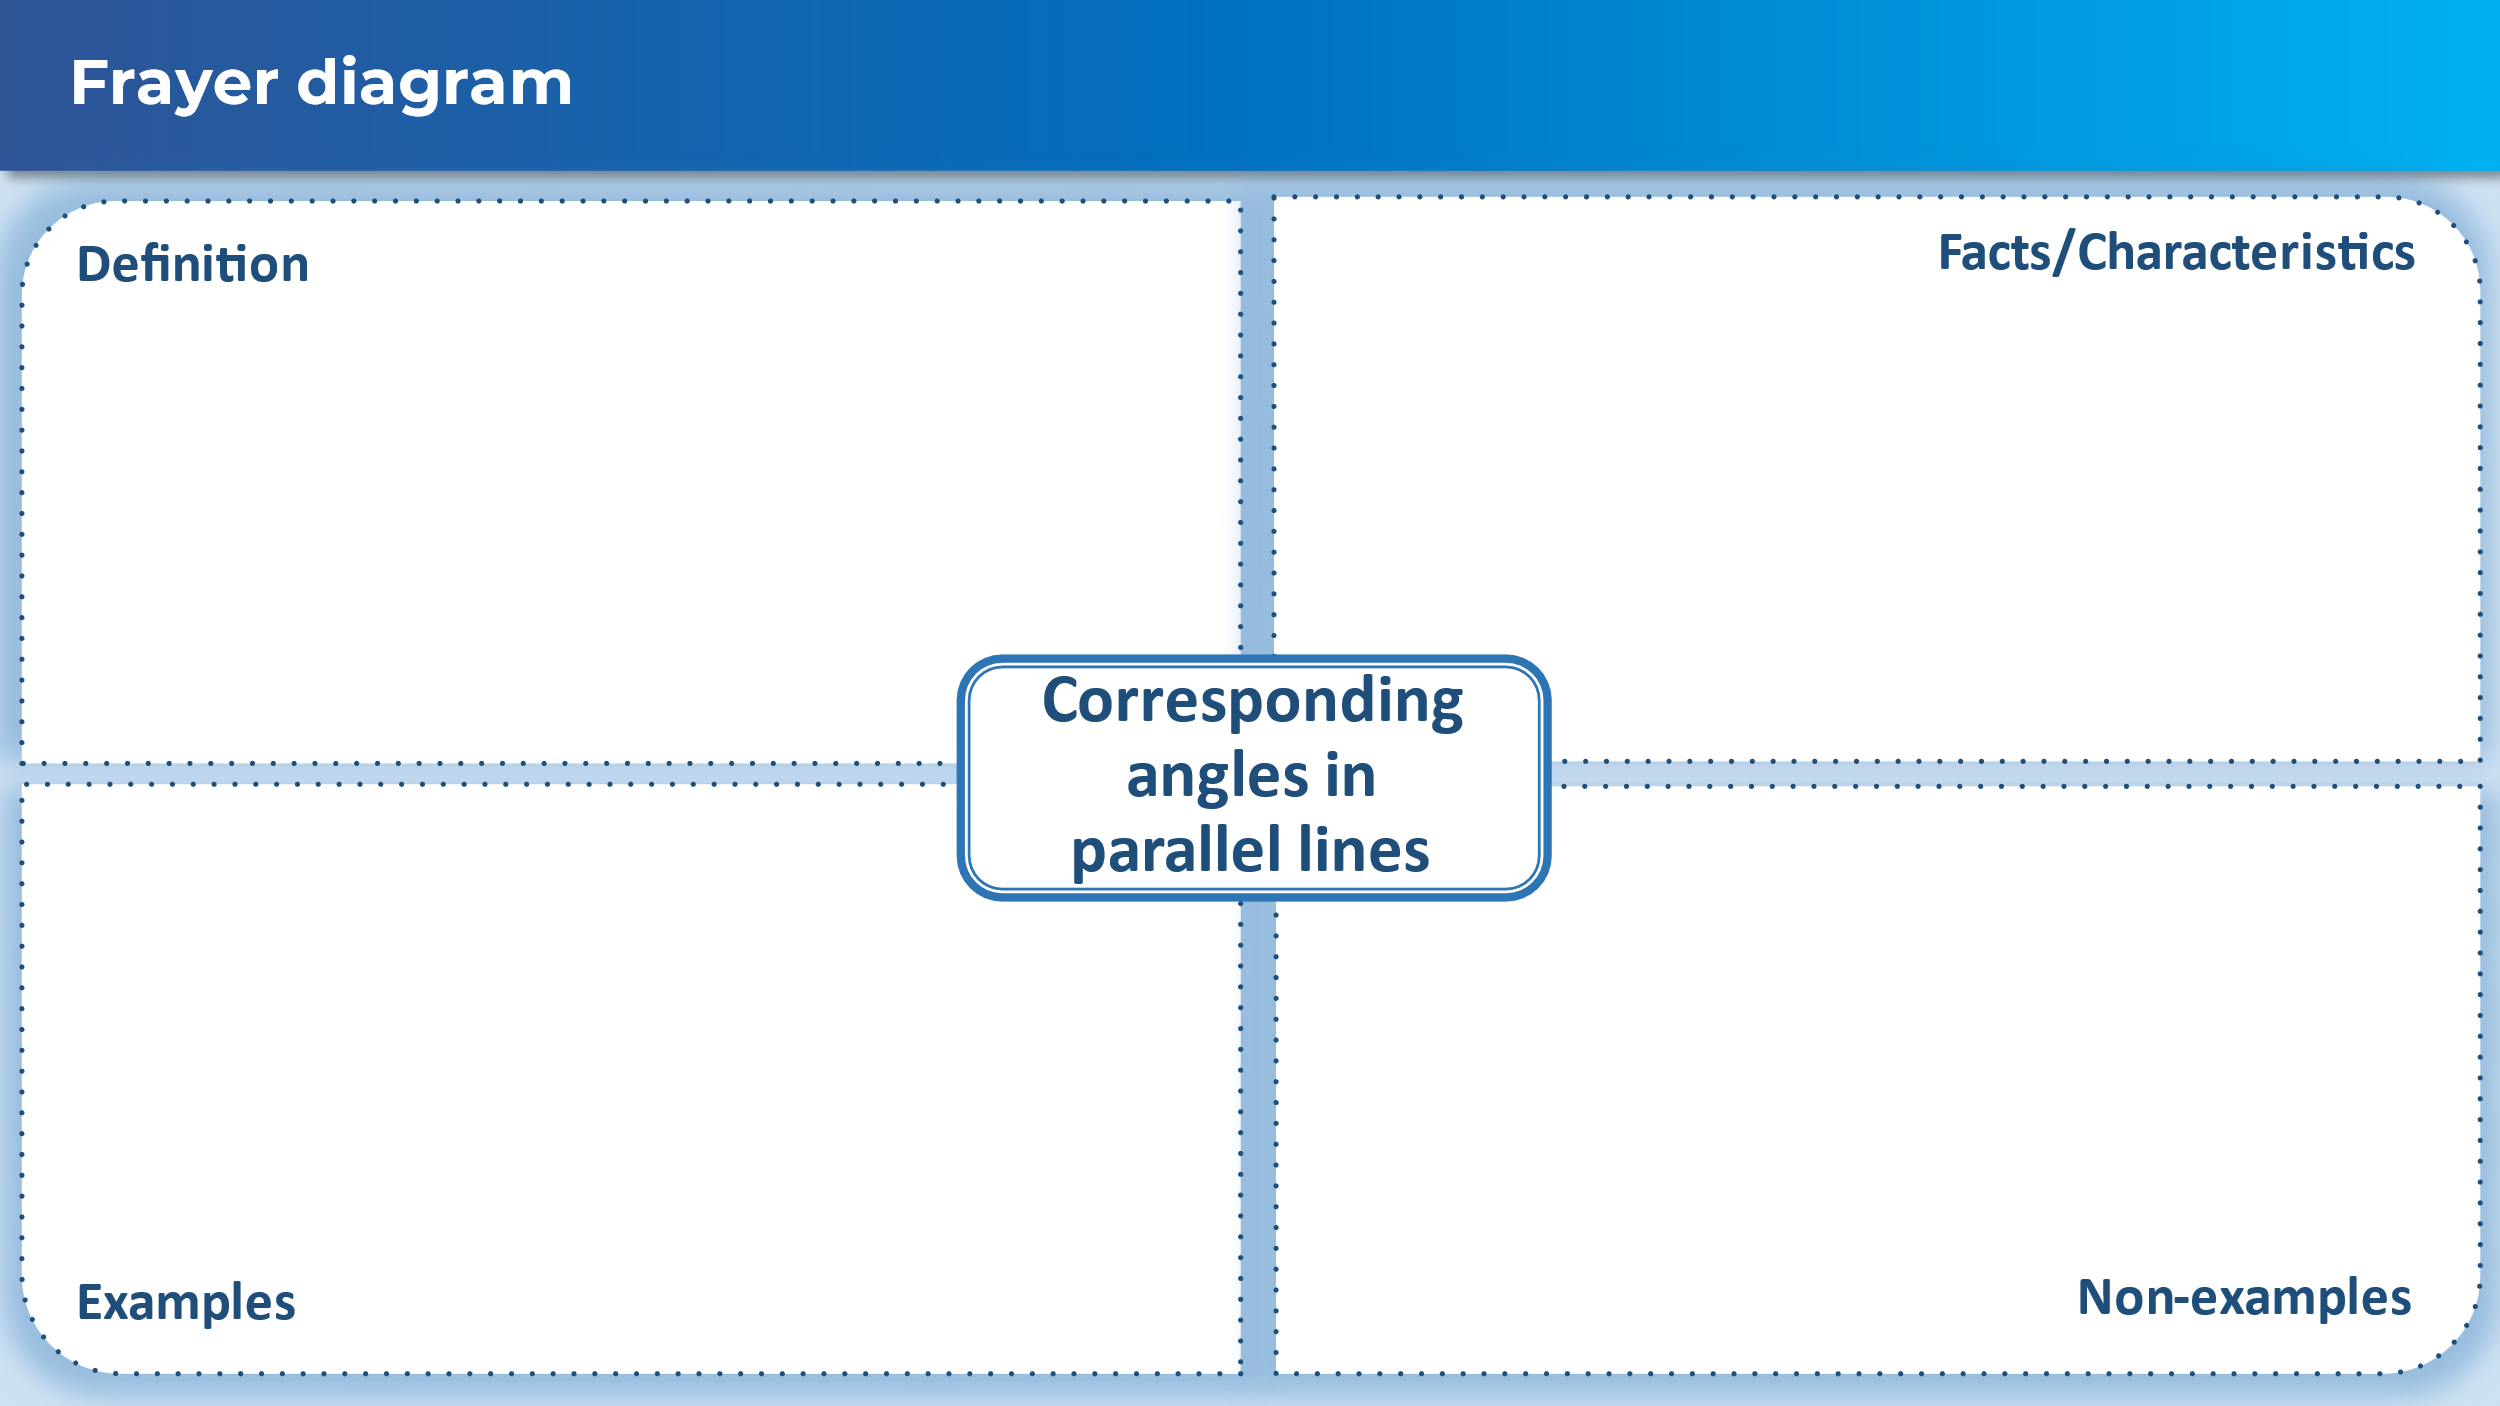 Frayer diagram
Definition
Facts/Characteristics
Corresponding
angles in
parallel lines
Examples
Non-examples